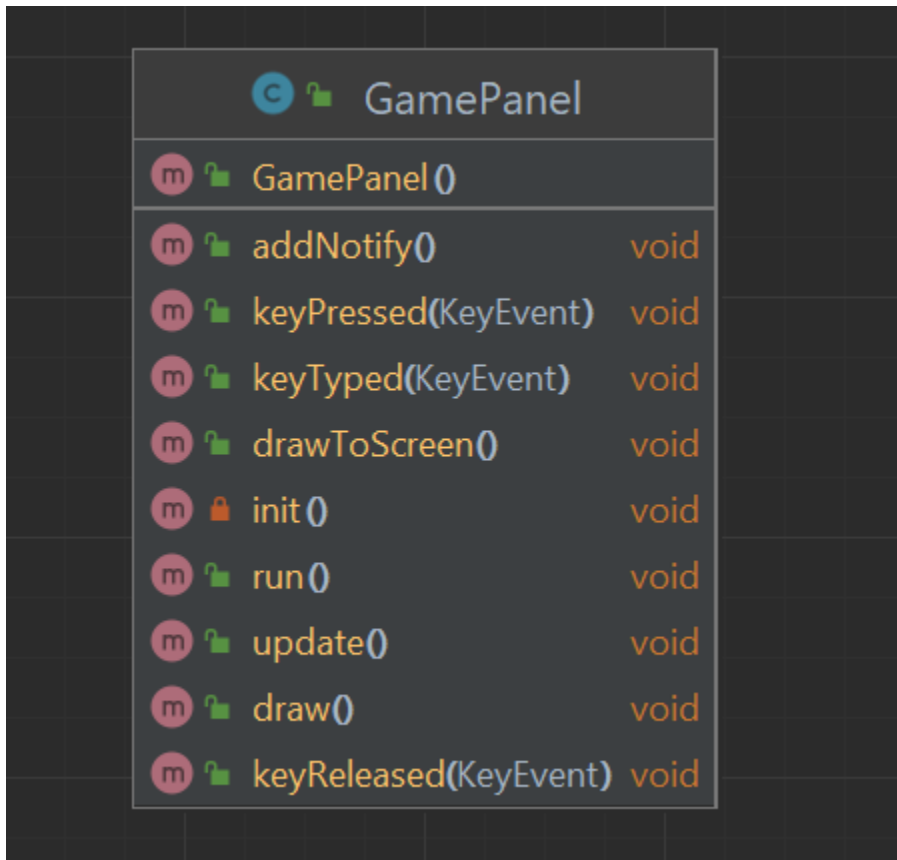 C GamePanel
m GamePanel()
m addNotify() void
m keyPressed(KeyEvent) void
m keyTyped(KeyEvent) void
m drawToScreen() void
m init() void
m run() void
m update() void
m draw() void
m keyReleased(KeyEvent) void